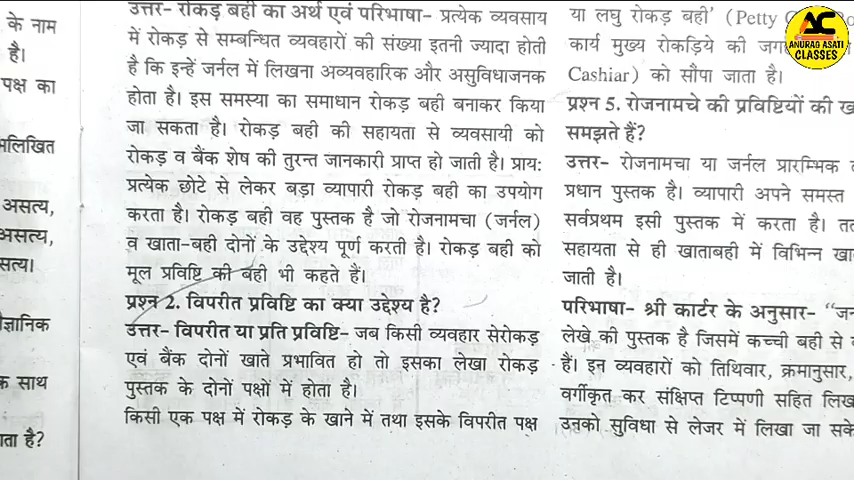 के नाम
है।
पक्ष का
लिखित
असत्य,
असत्य,
सत्य।
ज्ञानिक
साथ
ता है?
उत्तर- रोकड़ बही का अर्थ एवं परिभाषा- प्रत्येक व्यवसाय
में रोकड़ से सम्बन्धित व्यवहारों की संख्या इतनी ज्यादा होती
है कि इन्हें जर्नल में लिखना अव्यवहारिक और असुविधाजनक
होता है। इस समस्या का समाधान रोकड़ बही बनाकर किया
जा सकता है। रोकड़ बही की सहायता से व्यवसायी को
रोकड़ व बैंक शेष की तुरन्त जानकारी प्राप्त हो जाती है। प्राय:
प्रत्येक छोटे से लेकर बड़ा व्यापारी रोकड़ बही का उपयोग
करता है। रोकड़ बही वह पुस्तक है जो रोजनामचा (जर्नल)
व खाता-बही दोनों के उद्देश्य पूर्ण करती है। रोकड़ बही को
मूल प्रविष्टि की बही भी कहते हैं।
प्रश्न 2. विपरीत प्रविष्टि का क्या उद्देश्य है?
उत्तर- विपरीत या प्रति प्रविष्टि- जब किसी व्यवहार सेरोकड़
एवं बैंक दोनों खाते प्रभावित हो तो इसका लेखा रोकड़
पुस्तक के दोनों पक्षों में होता है।
किसी एक पक्ष में रोकड़ के खाने में तथा इसके विपरीत पक्ष
या लघु रोकड़ बही' (Petty
कार्य मुख्य रोकड़िये की जग
Cashiar) को सौपा जाता है।
प्रश्न 5. रोजनामचे की प्रविष्टियों की ख
समझते हैं?
उत्तर- रोजनामचा या जर्नल प्रारम्भिक
प्रधान पुस्तक है। व्यापारी अपने समस्त
सर्वप्रथम इसी पुस्तक में करता है।
सहायता से ही खाताबही में विभिन्न खा
जाती है।
परिभाषा- श्री कार्टर के अनुसार- "जन
लेखे की पुस्तक है जिसमें कच्ची बही से
हैं। इन व्यवहारों को तिथिवार, क्रमानुसार,
वर्गीकृत कर संक्षिप्त टिप्पणी सहित लिख
उनको सुविधा से लेजर में लिखा जा सके
AC
ANURAG ASATI
CLASSES